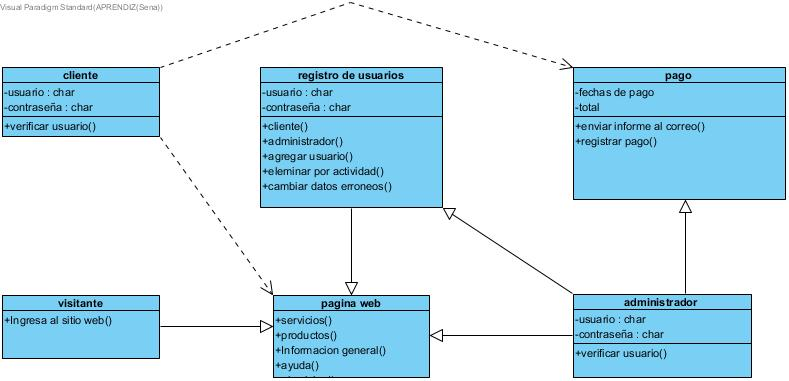 Visual Paradigm Standard(APRENDIZ(Sena))
cliente
-usuario : char
-contraseña : char
+verificar usuario()
registro de usuarios
-usuario : char
-contraseña : char
+cliente()
+administrador()
+agregar usuario()
+eleminar por actividad()
+cambiar datos erroneos()
pago
-fechas de pago
-total
+enviar informe al correo()
+registrar pago()
visitante
+Ingresa al sitio web()
pagina web
+servicios()
+productos()
+Informacion general()
+ayuda()
administrador
-usuario : char
-contraseña : char
+verificar usuario()